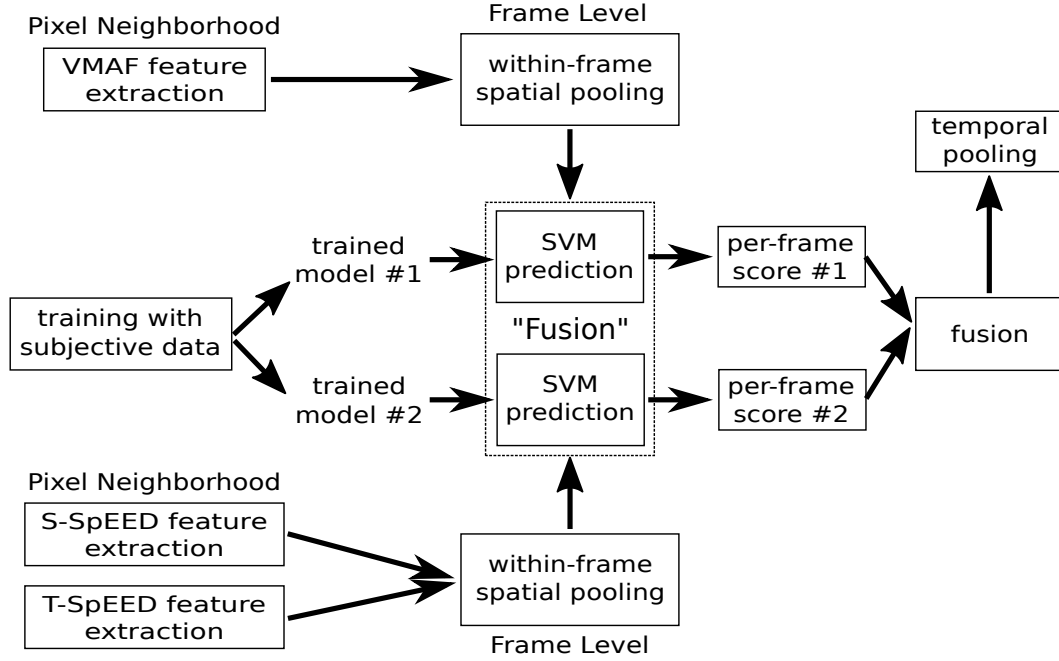 Pixel Neighborhood
VMAF feature
extraction
Frame Level
within-frame
spatial pooling
temporal
pooling
trained
model #1
SVM
prediction
per-frame
score #1
training with
subjective data
"Fusion"
fusion
trained
model #2
SVM
prediction
per-frame
score #2
Pixel Neighborhood
S-SpEED feature
extraction
T-SpEED feature
extraction
within-frame
spatial pooling
Frame Level